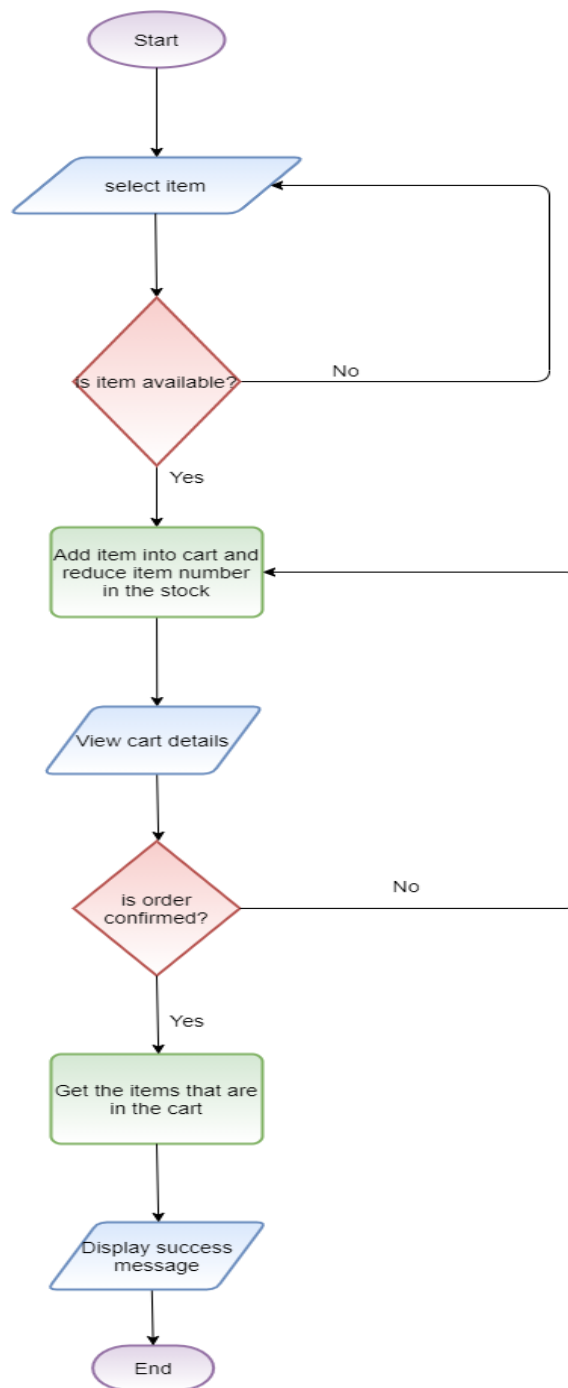 Start
select item
is item available?
No
Yes
Add item into cart and
reduce item number
in the stock
View cart details
is order
confirmed?
No
Yes
Get the items that are
in the cart
Display success
message
End